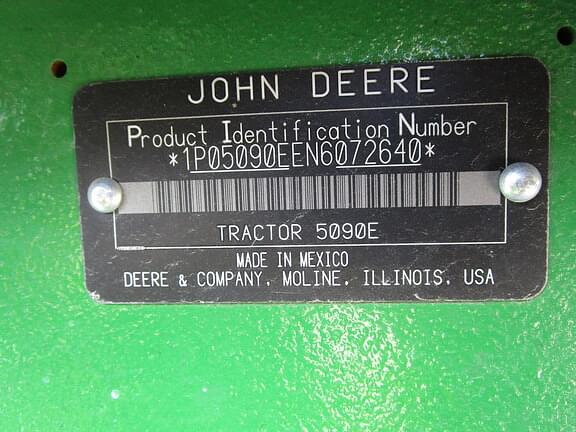 JOHN DEERE
Product Identification Number
*1P05090EEN6072640*
TRACTOR 5090E
MADE IN MEXICO
DEERE & COMPANY, MOLINE, ILLINOIS, USA